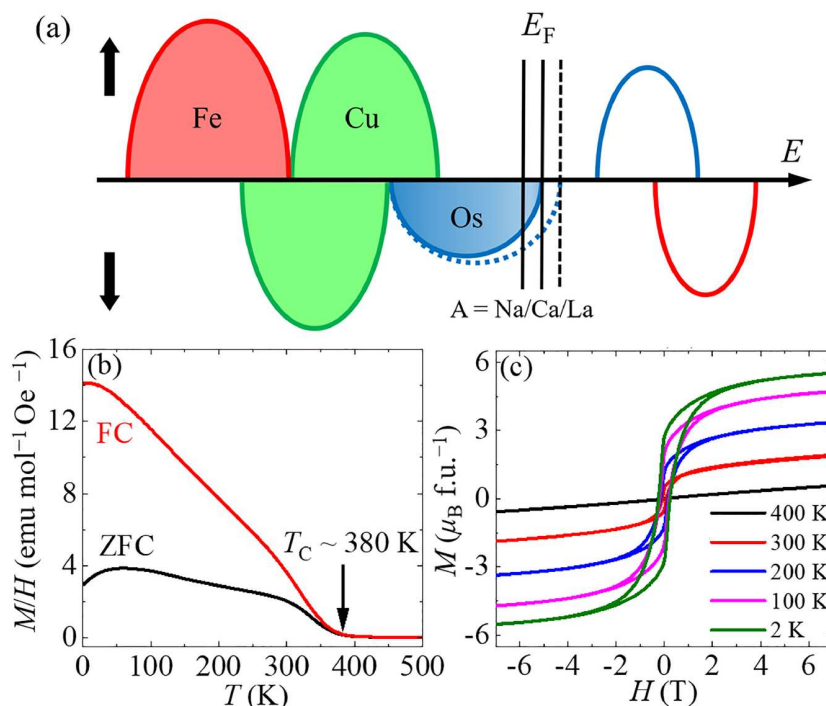 (a)
E_F
Fe
Cu
E
Os
A = Na/Ca/La
(b)
16
12
8
4
0
M/H (emu mol⁻¹ Oe⁻¹)
FC
ZFC
T_C ~ 380 K
0
100
200
300
400
500
T (K)
(c)
6
3
0
-3
-6
M (μ_B f.u.⁻¹)
400 K
300 K
200 K
100 K
2 K
-6
-4
-2
0
2
4
6
H (T)